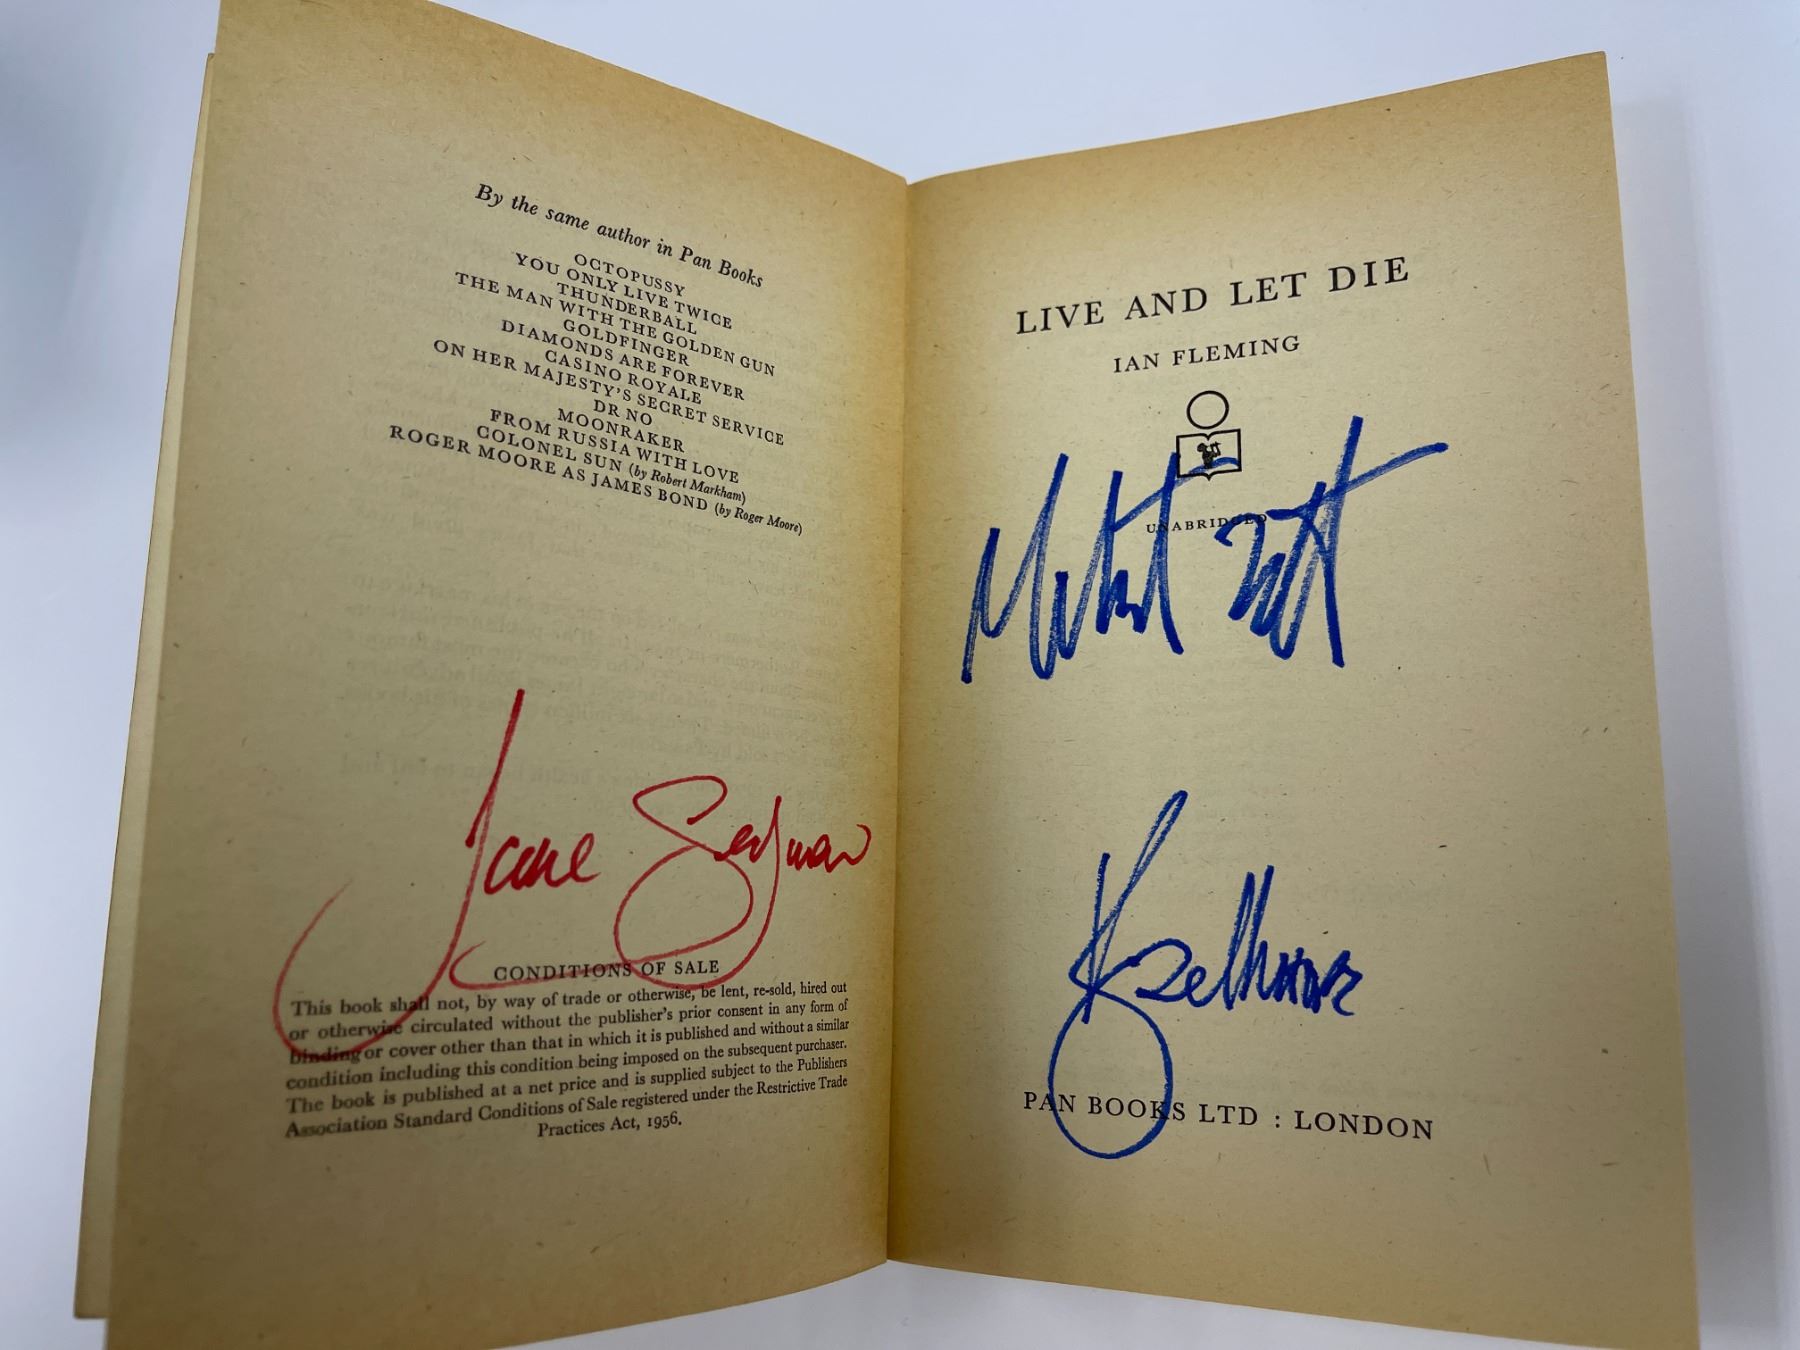 By the same author in Pan Books
OCTOPUSSY
YOU ONLY LIVE TWICE
THUNDERBALL
THE MAN WITH THE GOLDEN GUN
GOLDFINGER
DIAMONDS ARE FOREVER
CASINO ROYALE
ON HER MAJESTY'S SECRET SERVICE
DR NO
MOONRAKER
FROM RUSSIA WITH LOVE
COLONEL SUN (by Robert Markham)
ROGER MOORE AS JAMES BOND (by Roger Moore)
Jane Seymour
CONDITIONS OF SALE
This book shall not, by way of trade or otherwise, be lent, re-sold, hired out
or otherwise circulated without the publisher's prior consent in any form of
binding or cover other than that in which it is published and without a similar
condition including this condition being imposed on the subsequent purchaser.
The book is published at a net price and is supplied subject to the Publishers
Association Standard Conditions of Sale registered under the Restrictive Trade
Practices Act, 1956.
LIVE AND LET DIE
IAN FLEMING
UNABRIDGED
PAN BOOKS LTD : LONDON